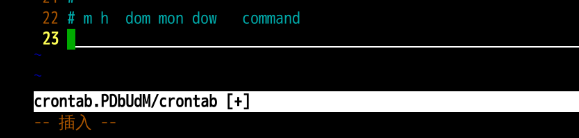 21 #
22 # m h  dom mon dow   command
23
~
~
crontab.PDbUdM/crontab [+]
-- 插入 --